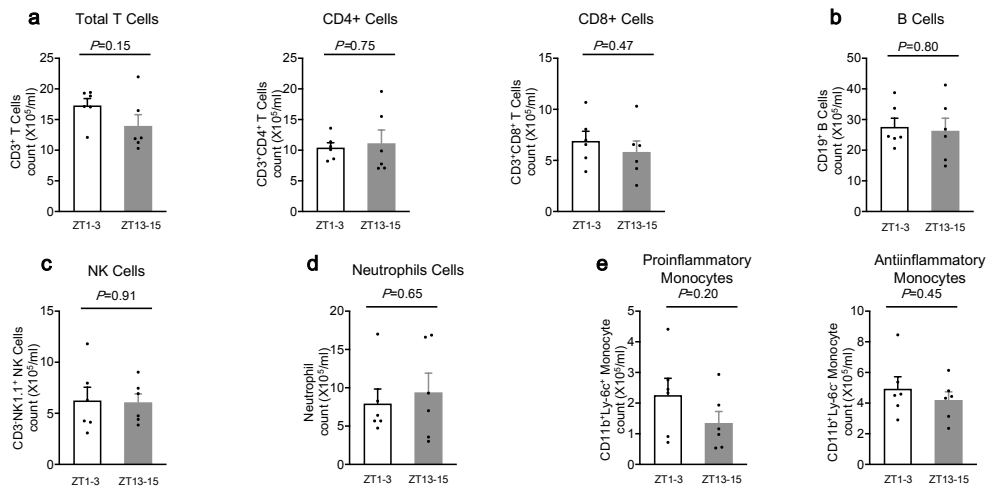 a
Total T Cells
P=0.15
CD3⁺ T Cells
count (X10⁵/ml)
25
20
15
10
5
0
ZT1-3
ZT13-15
CD4+ Cells
P=0.75
CD3⁺CD4⁺ T Cells
count (X10⁵/ml)
25
20
15
10
5
0
ZT1-3
ZT13-15
CD8+ Cells
P=0.47
CD3⁺CD8⁺ T Cells
count (X10⁵/ml)
15
10
5
0
ZT1-3
ZT13-15
b
B Cells
P=0.80
CD19⁺ B Cells
count (X10⁵/ml)
50
40
30
20
10
0
ZT1-3
ZT13-15
c
NK Cells
P=0.91
CD3⁻NK1.1⁺ NK Cells
count (X10⁵/ml)
15
10
5
0
ZT1-3
ZT13-15
d
Neutrophils Cells
P=0.65
Neutrophil
count (X10⁵/ml)
20
15
10
5
0
ZT1-3
ZT13-15
e
Proinflammatory
Monocytes
P=0.20
CD11b⁺Ly-6c⁺ Monocyte
count (X10⁵/ml)
5
4
3
2
1
0
ZT1-3
ZT13-15
Antiinflammatory
Monocytes
P=0.45
CD11b⁺Ly-6c⁻ Monocyte
count (X10⁵/ml)
10
8
6
4
2
0
ZT1-3
ZT13-15